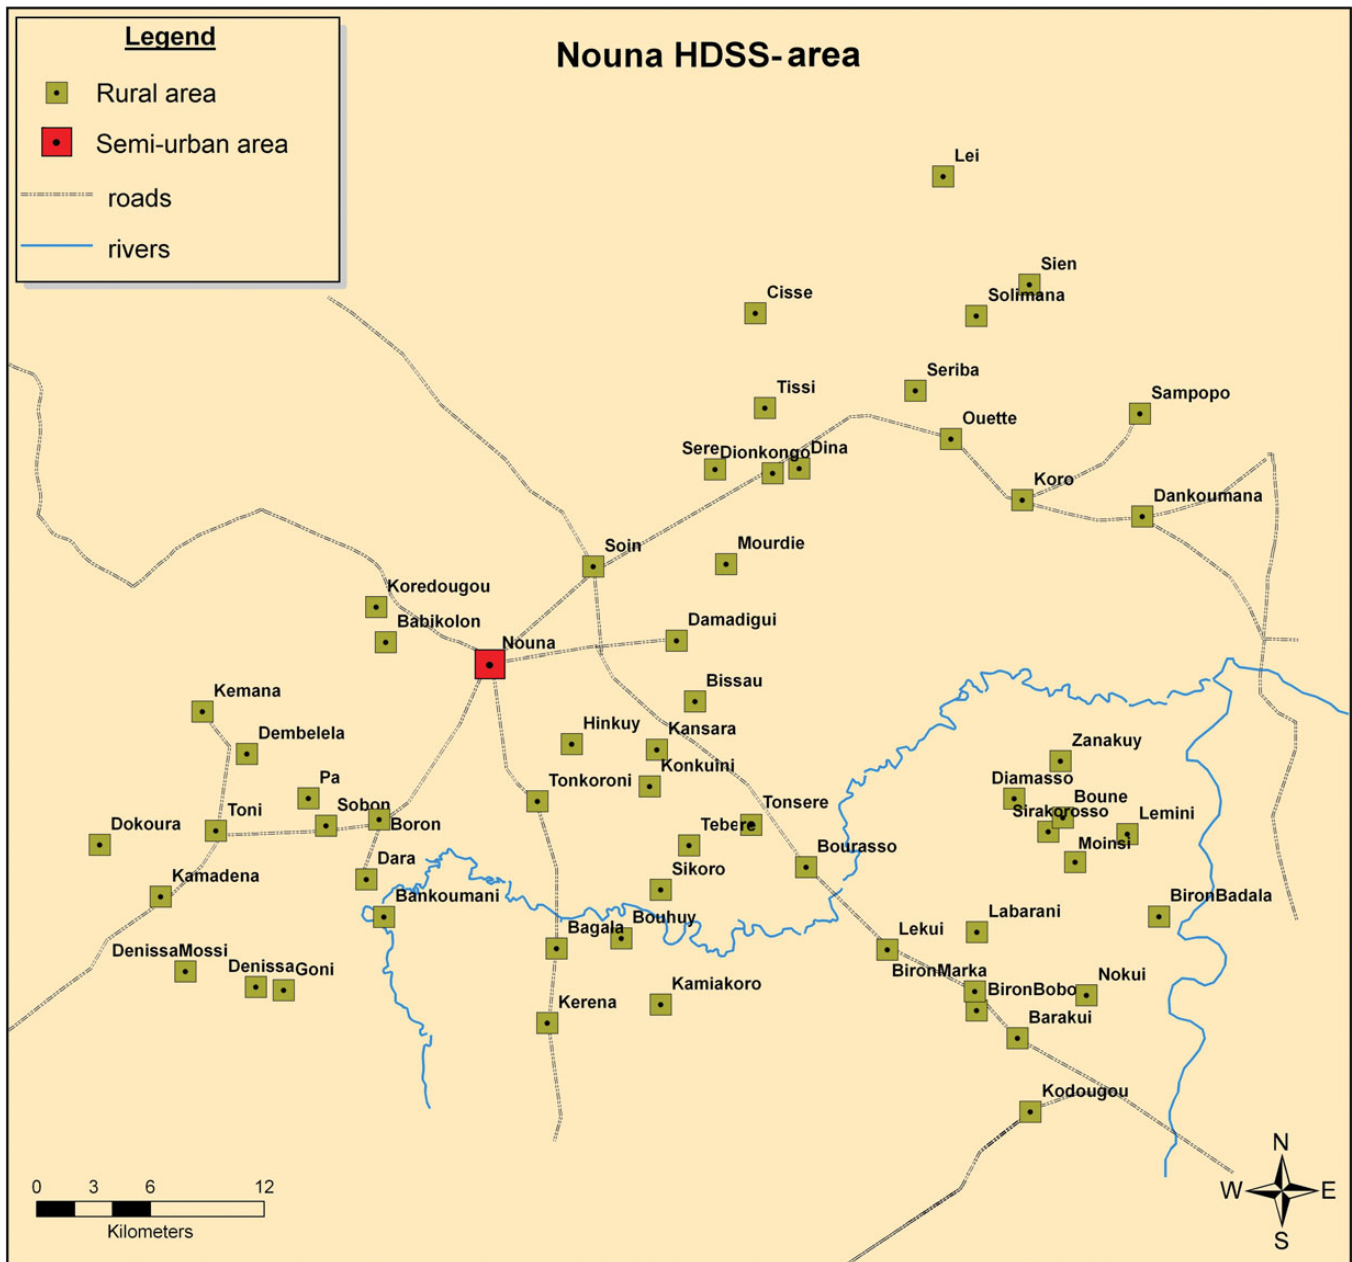 Legend
Rural area
Semi-urban area
roads
rivers
Nouna HDSS-area
Lei
Sien
Solimana
Cisse
Seriba
Tissi
Sampopo
Ouette
Sere
Dionkongo
Dina
Koro
Dankoumana
Soin
Mourdie
Koredougou
Babikolon
Damadigui
Nouna
Bissau
Kemana
Hinkuy
Kansara
Dembelela
Zanakuy
Konkuini
Pa
Tonkoroni
Diamasso
Boune
Sobon
Tonsere
Toni
Sirakorosso
Lemini
Dokoura
Boron
Tebere
Bourasso
Moinsi
Dara
Sikoro
Kamadena
Bankoumani
BironBadala
Bouhuy
Labarani
Bagala
Lekui
DenissaMossi
Denissa
Goni
BironMarka
Nokui
Kamiakoro
BironBobo
Kerena
Barakui
Kodougou
N
W
E
S
0 3 6 12
Kilometers